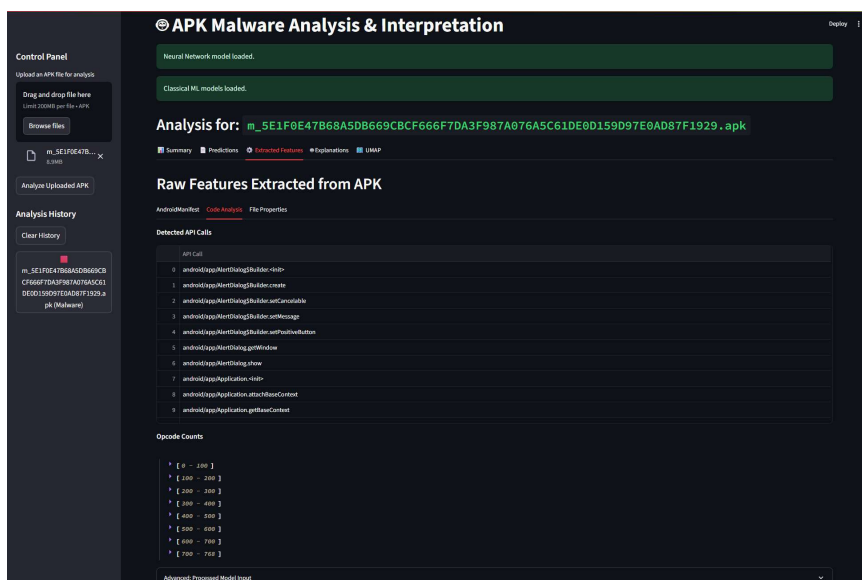 APK Malware Analysis & Interpretation
Deploy
Control Panel
Upload an APK file for analysis
Drag and drop file here
Limit 200MB per file • APK
Browse files
m_5E1F0E47B...
8.9MB
Analyze Uploaded APK
Analysis History
Clear History
m_5E1F0E47B68A5DB669CB
CF666F7DA3F987A076A5C61
DE0D159D97E0AD87F1929.a
pk (Malware)
Neural Network model loaded.
Classical ML models loaded.
Analysis for: m_5E1F0E47B68A5DB669CBCF666F7DA3F987A076A5C61DE0D159D97E0AD87F1929.apk
Summary Predictions Extracted Features Explanations UMAP
Raw Features Extracted from APK
AndroidManifest Code Analysis File Properties
Detected API Calls
API Call
0 android/app/AlertDialog$Builder.<init>
1 android/app/AlertDialog$Builder.create
2 android/app/AlertDialog$Builder.setCancelable
3 android/app/AlertDialog$Builder.setMessage
4 android/app/AlertDialog$Builder.setPositiveButton
5 android/app/AlertDialog.getWindow
6 android/app/AlertDialog.show
7 android/app/Application.<init>
8 android/app/Application.attachBaseContext
9 android/app/Application.getBaseContext
Opcode Counts
[ 0 - 100 ]
[ 100 - 200 ]
[ 200 - 300 ]
[ 300 - 400 ]
[ 400 - 500 ]
[ 500 - 600 ]
[ 600 - 700 ]
[ 700 - 768 ]
Advanced: Processed Model Input